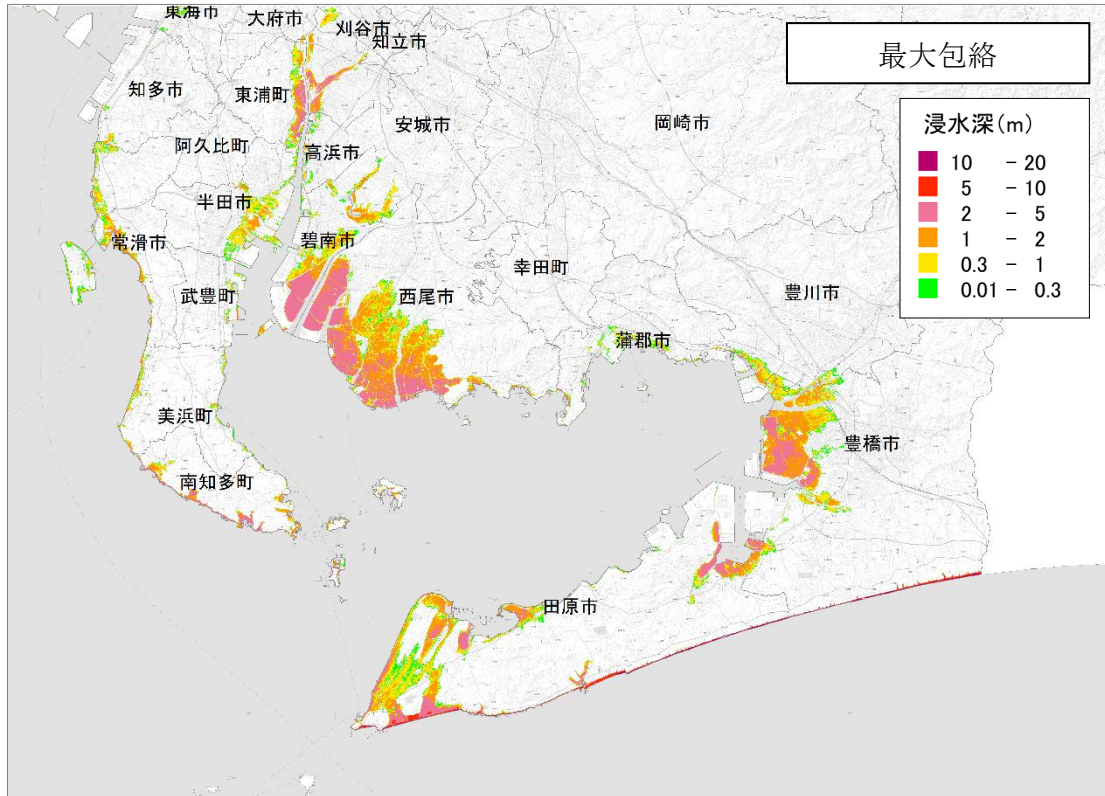 東海市
大府市
刈谷市
知立市
最大包絡
知多市
東浦町
安城市
岡崎市
阿久比町
高浜市
半田市
常滑市
碧南市
武豊町
西尾市
幸田町
豊川市
蒲郡市
美浜町
豊橋市
南知多町
田原市
浸水深(m)
10 - 20
5 - 10
2 - 5
1 - 2
0.3 - 1
0.01 - 0.3